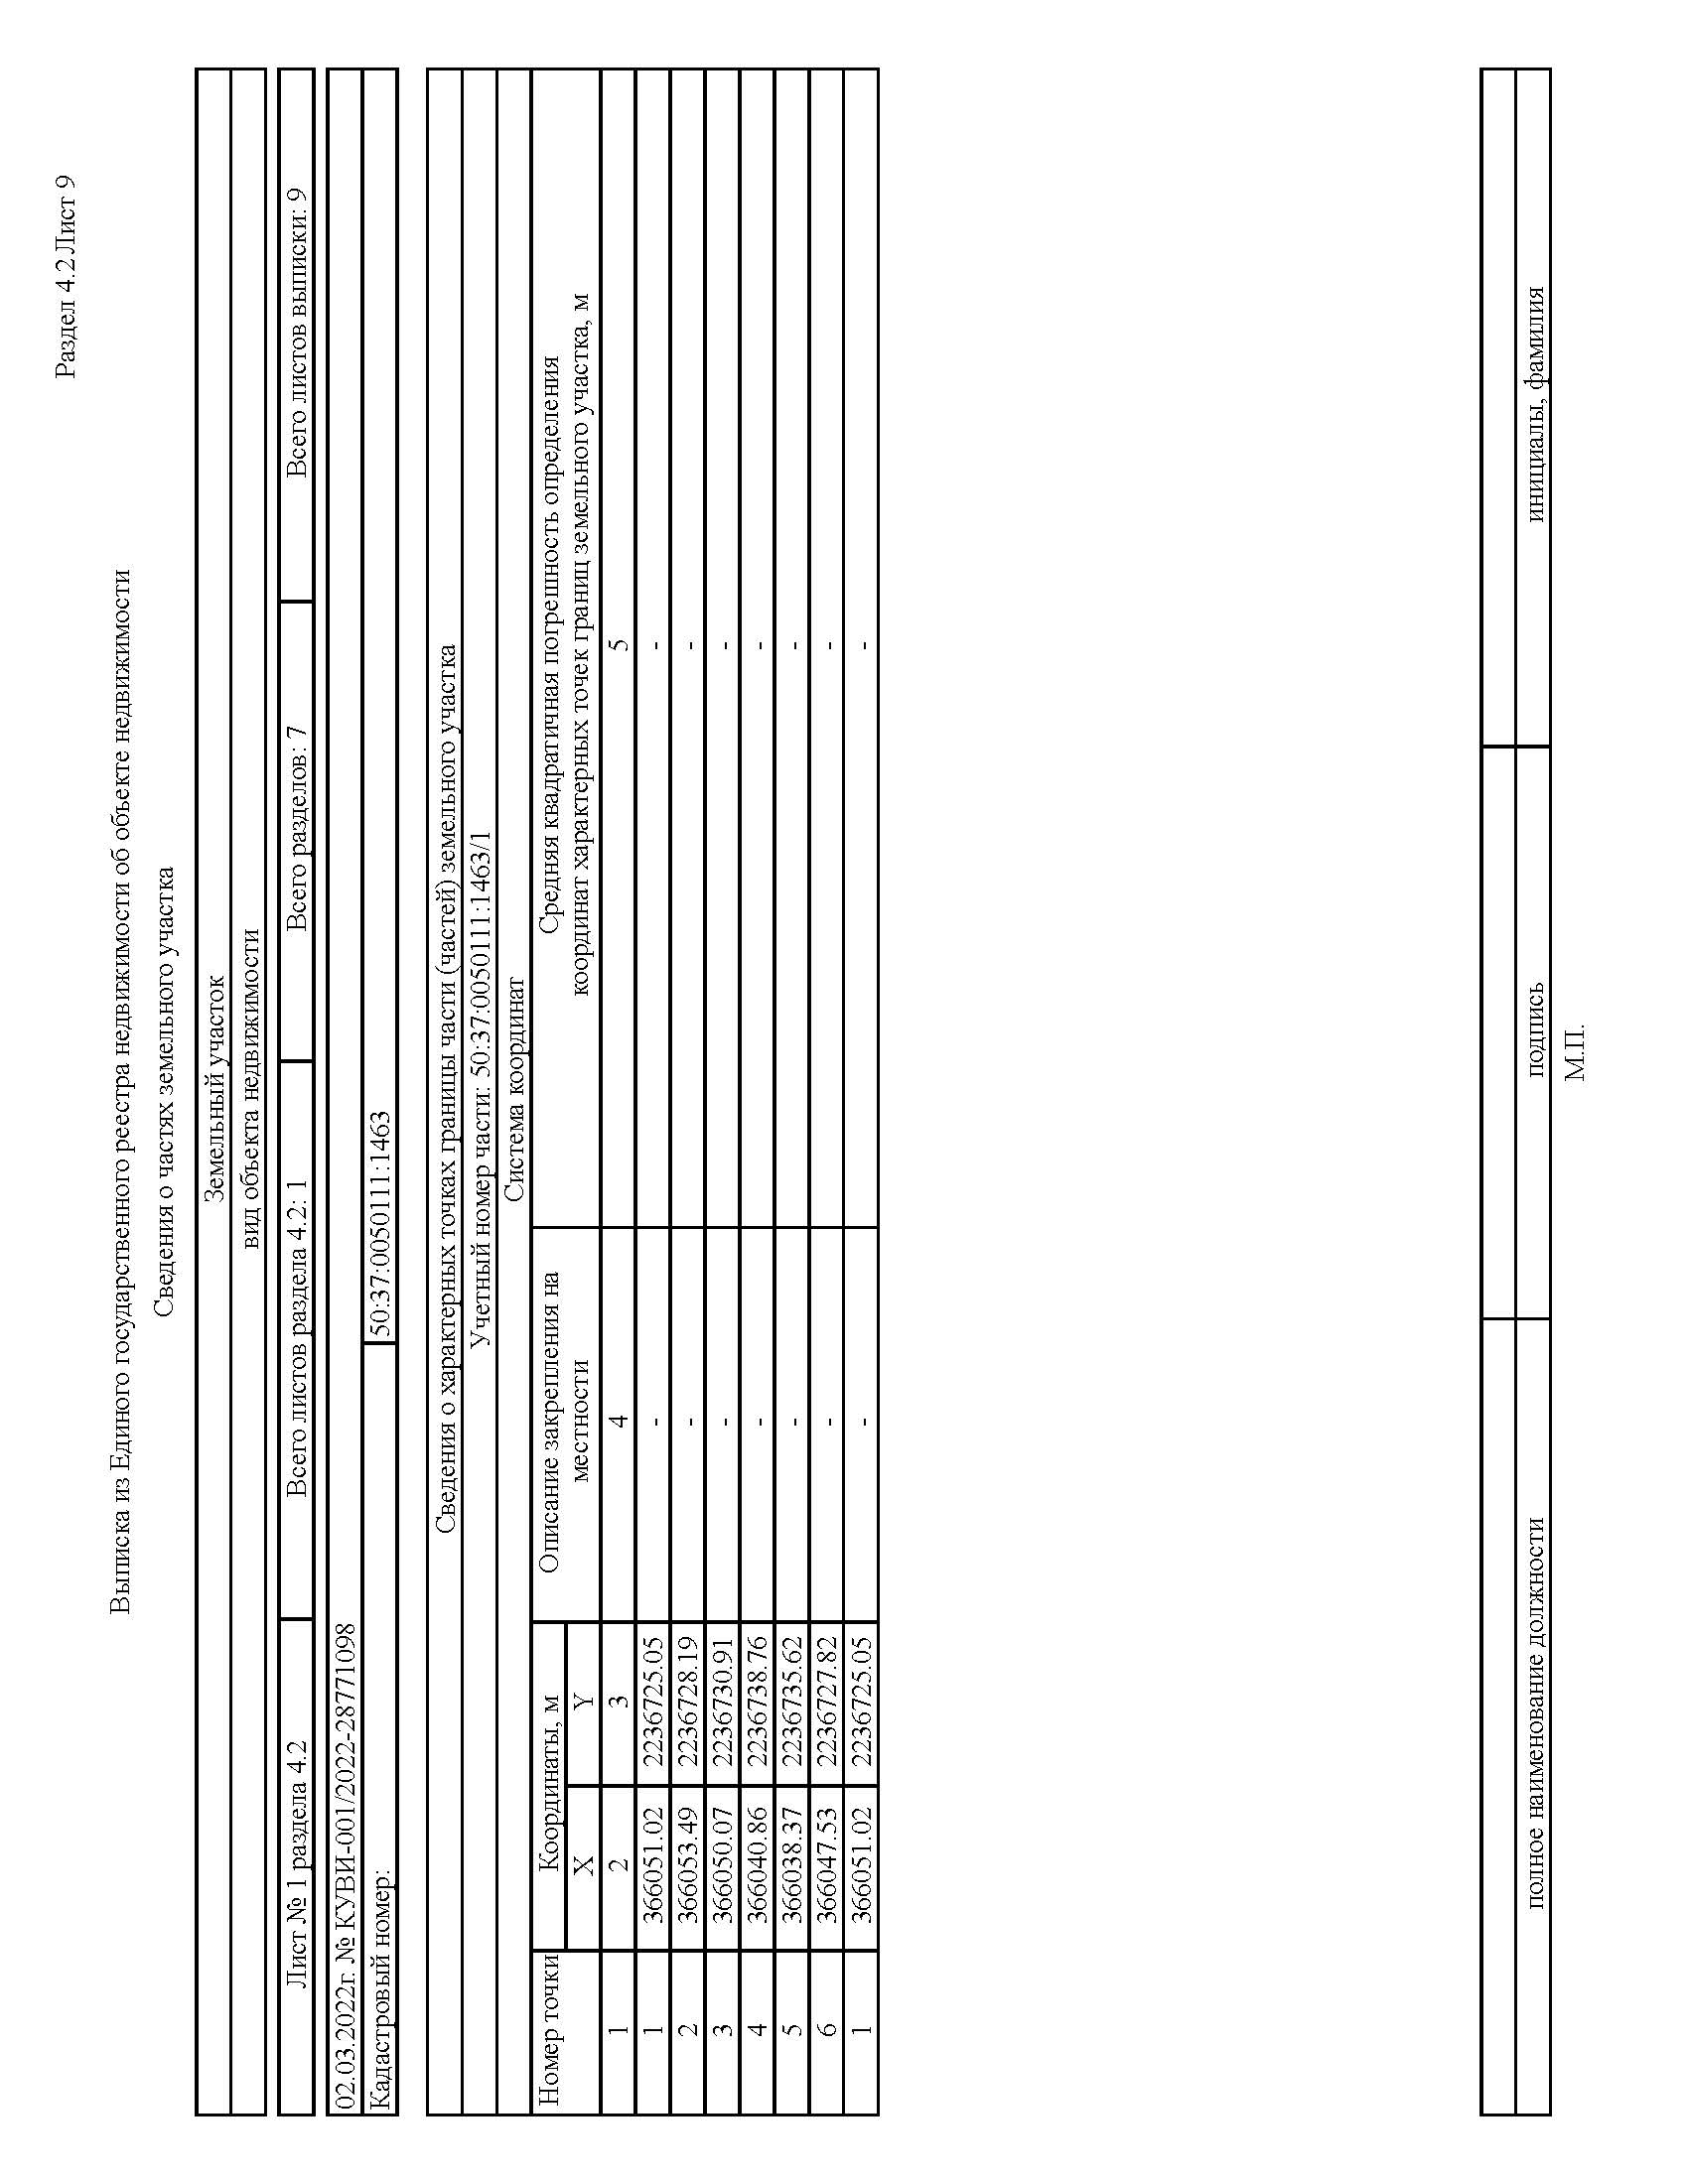 Раздел 4.2 Лист 9
Выписка из Единого государственного реестра недвижимости об объекте недвижимости
Сведения о частях земельного участка
Земельный участок
вид объекта недвижимости
Лист № 1 раздела 4.2 Всего листов раздела 4.2: 1 Всего разделов: 7 Всего листов выписки: 9
02.03.2022г. № КУВИ-001/2022-28771098
Кадастровый номер: 50:37:0050111:1463
Сведения о характерных точках границы части (частей) земельного участка
Учетный номер части: 50:37:0050111:1463/1
Система координат
Номер точки Координаты, м Описание закрепления на Средняя квадратичная погрешность определения
X Y местности координат характерных точек границ земельного участка, м
1 2 3 4 5
1 366051.02 2236725.05 - -
2 366053.49 2236728.19 - -
3 366050.07 2236730.91 - -
4 366040.86 2236738.76 - -
5 366038.37 2236735.62 - -
6 366047.53 2236727.82 - -
1 366051.02 2236725.05 - -
полное наименование должности подпись инициалы, фамилия
М.П.